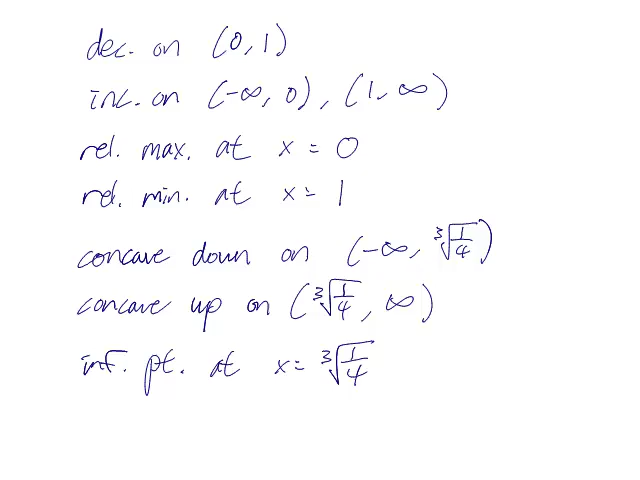 dec. on (0, 1)
inc. on (-∞, 0), (1, ∞)
rel. max. at x = 0
rel. min. at x = 1
concave down on (-∞, ∛(1/4))
concave up on (∛(1/4), ∞)
inf. pt. at x = ∛(1/4)